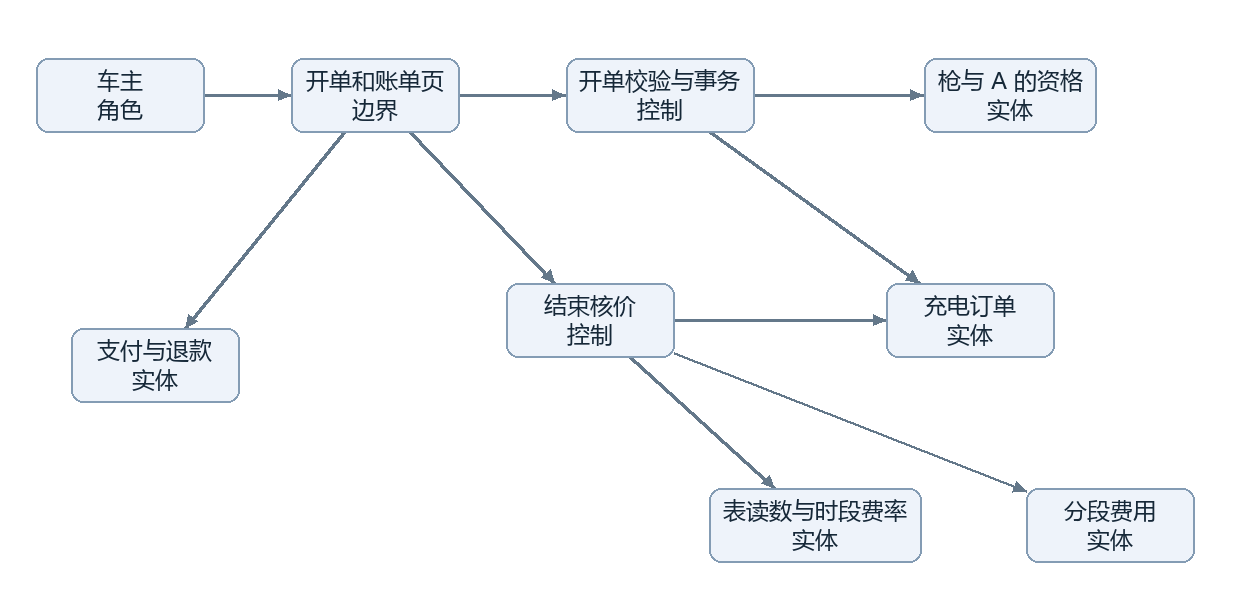 车主
角色
开单和账单页
边界
开单校验与事务
控制
枪与 A 的资格
实体
结束核价
控制
充电订单
实体
支付与退款
实体
表读数与时段费率
实体
分段费用
实体